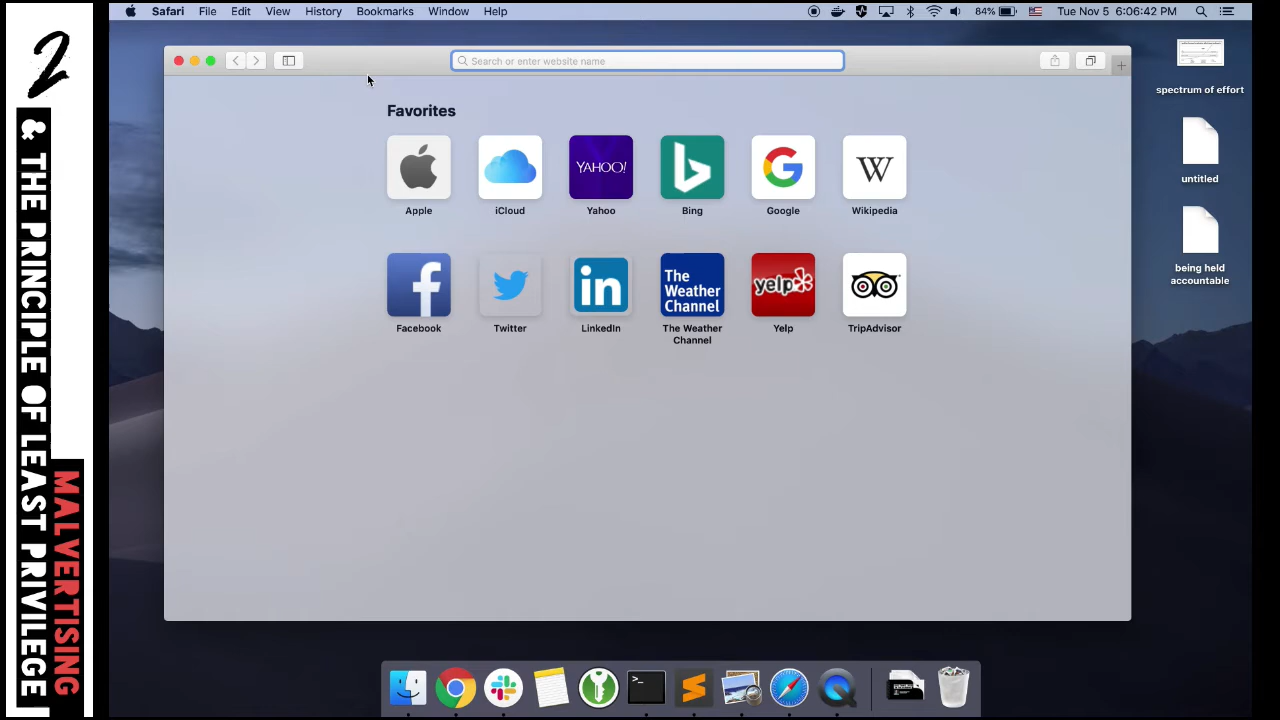 2
& THE PRINCIPLE OF LEAST PRIVILEGE
MALVERTISING
Safari File Edit View History Bookmarks Window Help
84% Tue Nov 5 6:06:42 PM
Search or enter website name
Favorites
YAHOO!
W
Apple iCloud Yahoo Bing Google Wikipedia
f
in
The Weather Channel
yelp
Facebook Twitter LinkedIn The Weather Channel Yelp TripAdvisor
spectrum of effort
untitled
being held
accountable
>_